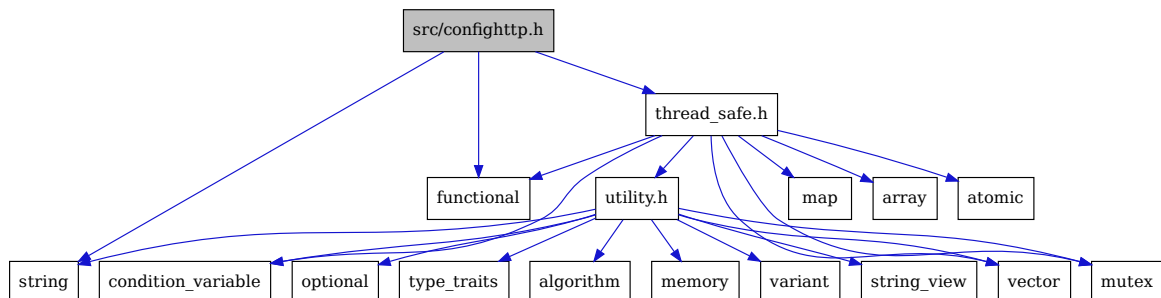 src/confighttp.h
thread_safe.h
functional
utility.h
map
array
atomic
string
condition_variable
optional
type_traits
algorithm
memory
variant
string_view
vector
mutex